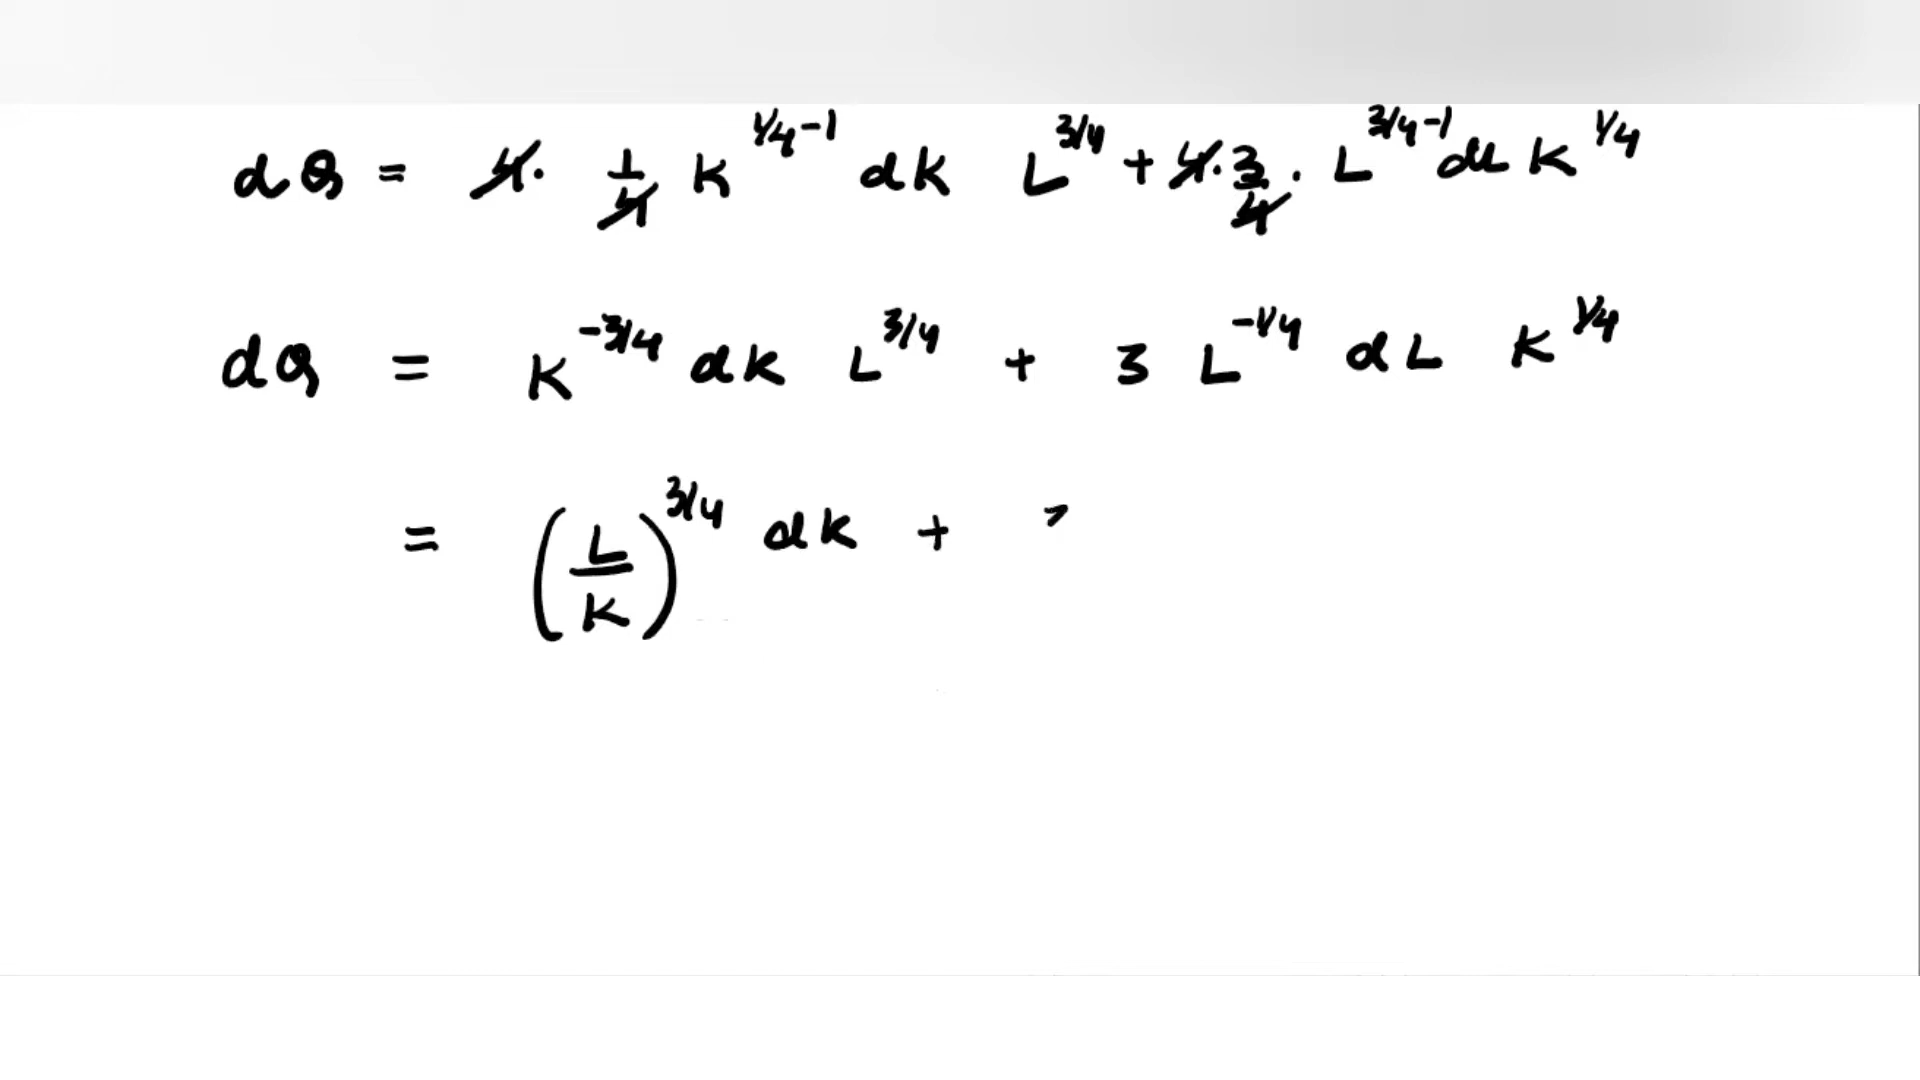 dQ = 4. 1/4 K^(1/4-1) dK L^(3/4) + 4. 3/4 . L^(3/4-1) dL K^(1/4)
dQ = K^(-3/4) dK L^(3/4) + 3 L^(-1/4) dL K^(1/4)
= (L/K)^(3/4) dK +